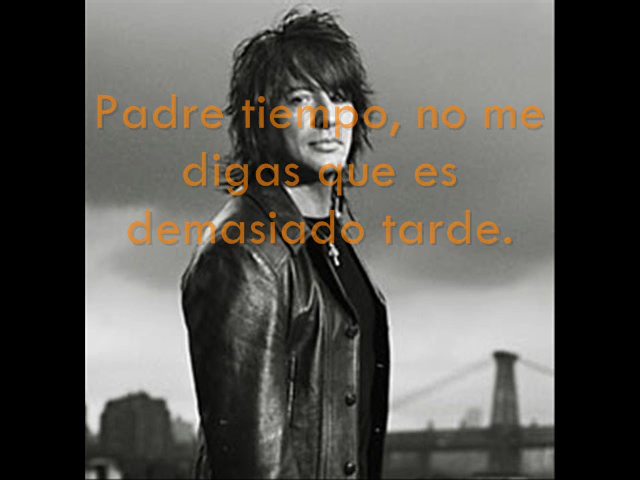 Padre tiempo, no me
digas que es
demasiado tarde.